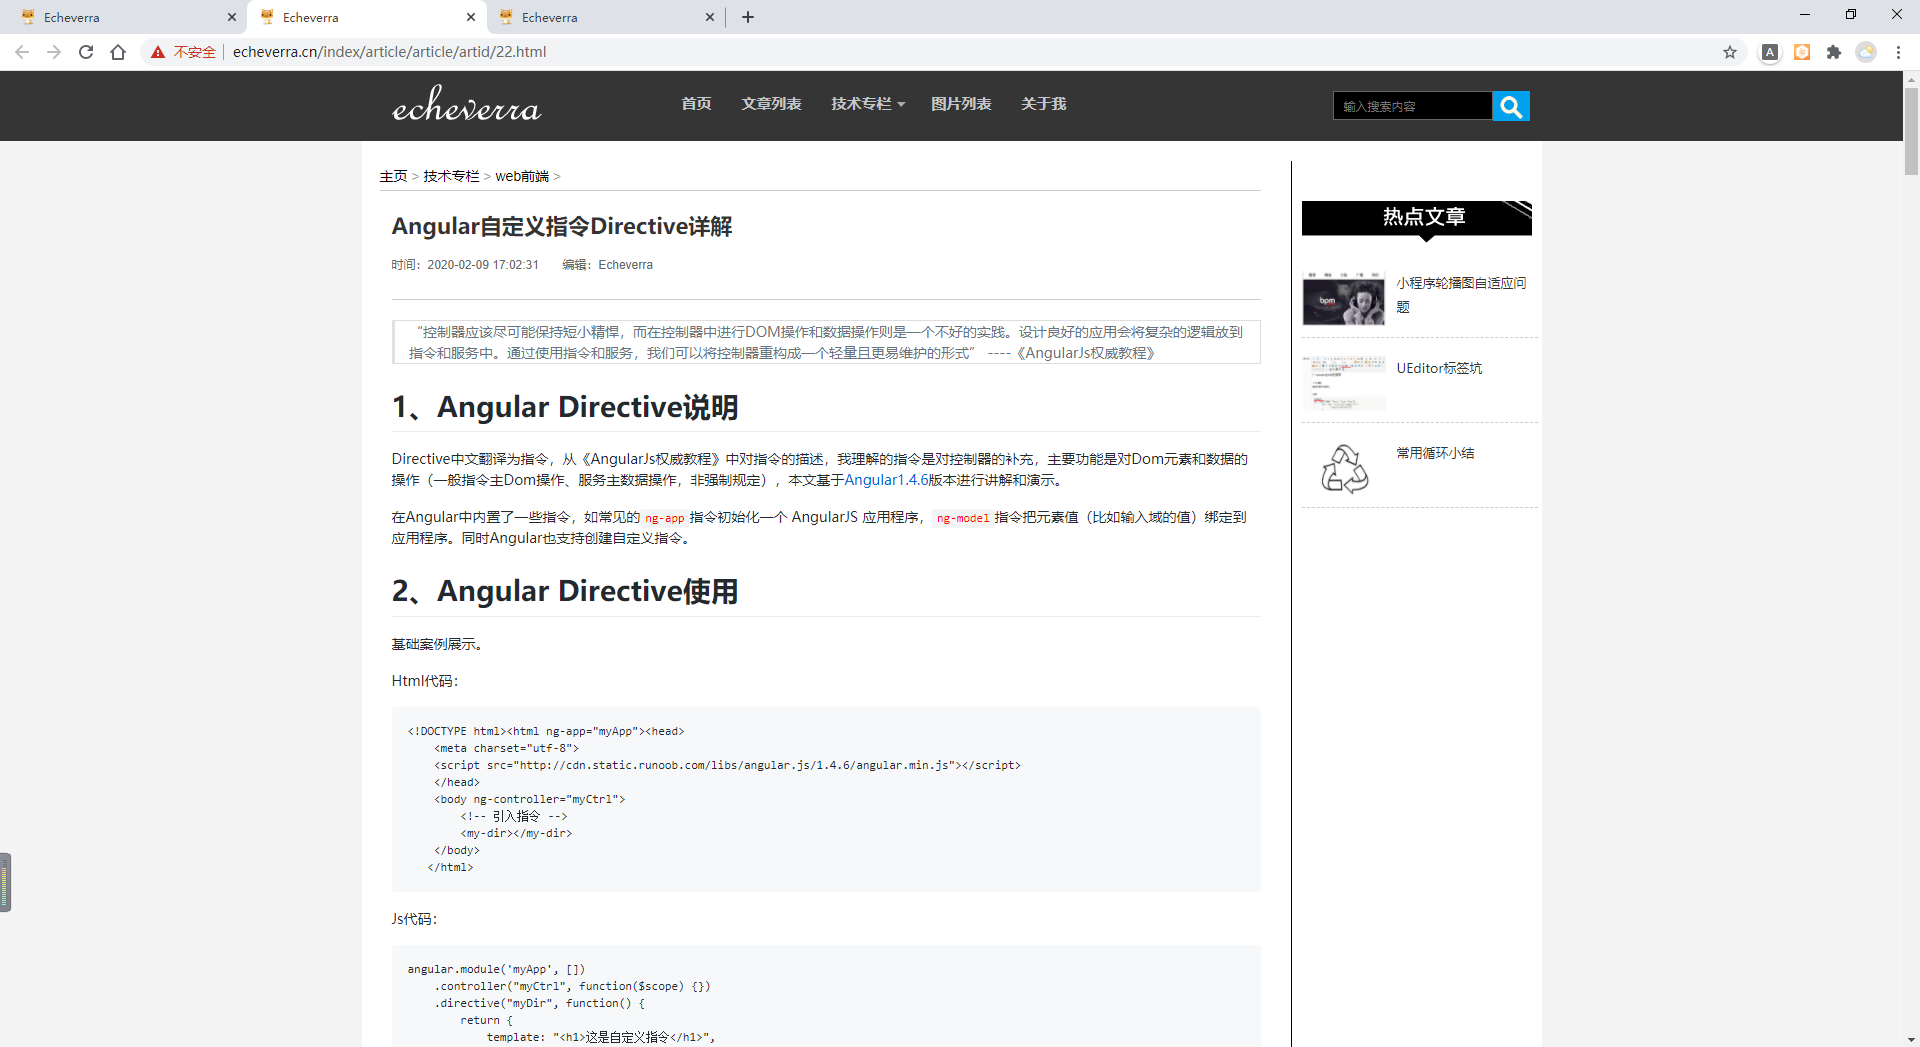 Echeverra
Echeverra
Echeverra
不安全
echeverra.cn/index/article/article/artid/22.html
A
echeverra
首页
文章列表
技术专栏
图片列表
关于我
输入搜索内容
主页 > 技术专栏 > web前端 >
Angular自定义指令Directive详解
时间：2020-02-09 17:02:31 编辑：Echeverra
“控制器应该尽可能保持短小精悍，而在控制器中进行DOM操作和数据操作则是一个不好的实践。设计良好的应用会将复杂的逻辑放到
指令和服务中。通过使用指令和服务，我们可以将控制器重构成一个轻量且更易维护的形式” ----《AngularJs权威教程》
1、Angular Directive说明
Directive中文翻译为指令，从《AngularJs权威教程》中对指令的描述，我理解的指令是对控制器的补充，主要功能是对Dom元素和数据的
操作（一般指令主Dom操作、服务主数据操作，非强制规定），本文基于Angular1.4.6版本进行讲解和演示。
在Angular中内置了一些指令，如常见的 ng-app 指令初始化一个 AngularJS 应用程序， ng-model 指令把元素值（比如输入域的值）绑定到
应用程序。同时Angular也支持创建自定义指令。
2、Angular Directive使用
基础案例展示。
Html代码：
<!DOCTYPE html><html ng-app="myApp"><head>
<meta charset="utf-8">
<script src="http://cdn.static.runoob.com/libs/angular.js/1.4.6/angular.min.js"></script>
</head>
<body ng-controller="myCtrl">
<!-- 引入指令 -->
<my-dir></my-dir>
</body>
</html>
Js代码：
angular.module('myApp', [])
.controller("myCtrl", function($scope) {})
.directive("myDir", function() {
return {
template: "<h1>这是自定义指令</h1>",
热点文章
bpm
小程序轮播图自适应问
题
UEditor标签坑
常用循环小结